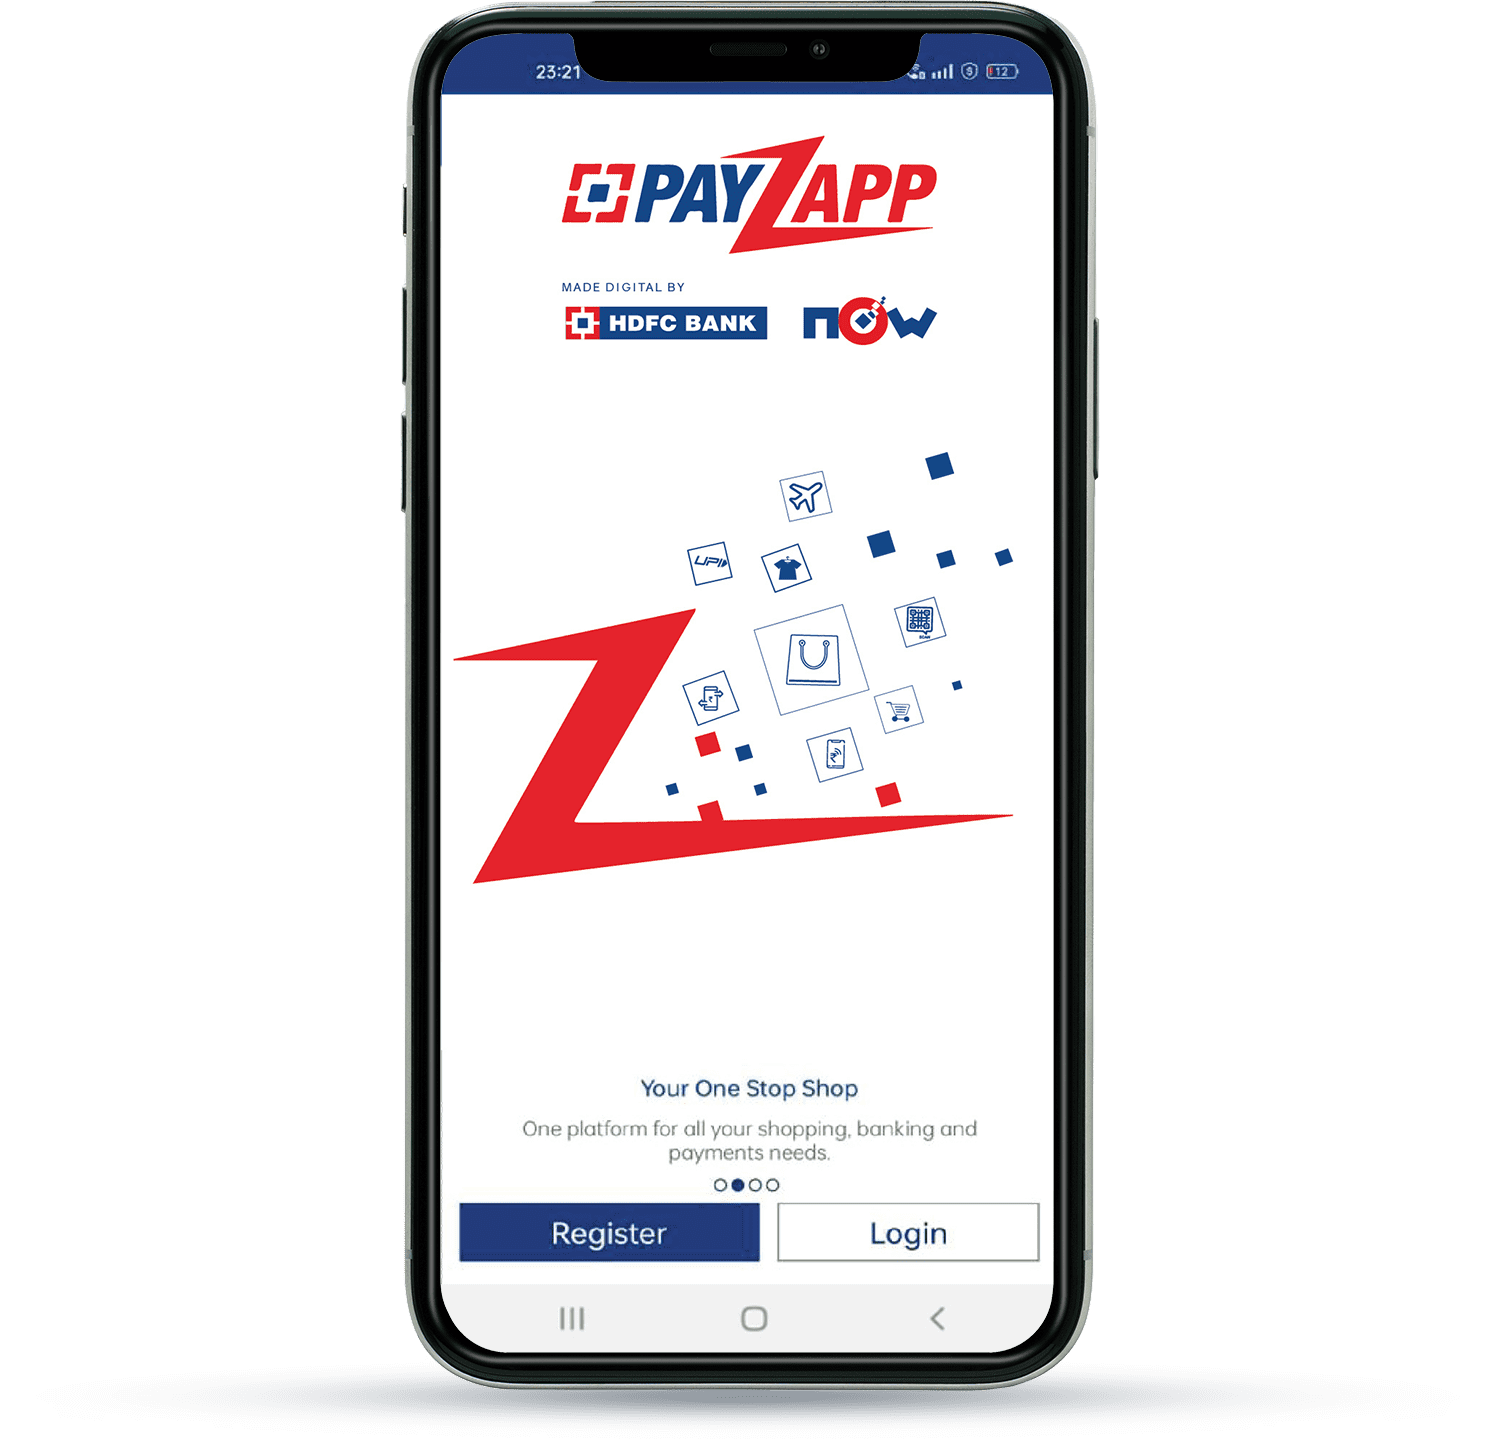 23:21
12
PAYZAPP
MADE DIGITAL BY
HDFC BANK
now
UPI
SCAN
Your One Stop Shop
One platform for all your shopping, banking and
payments needs.
Register
Login